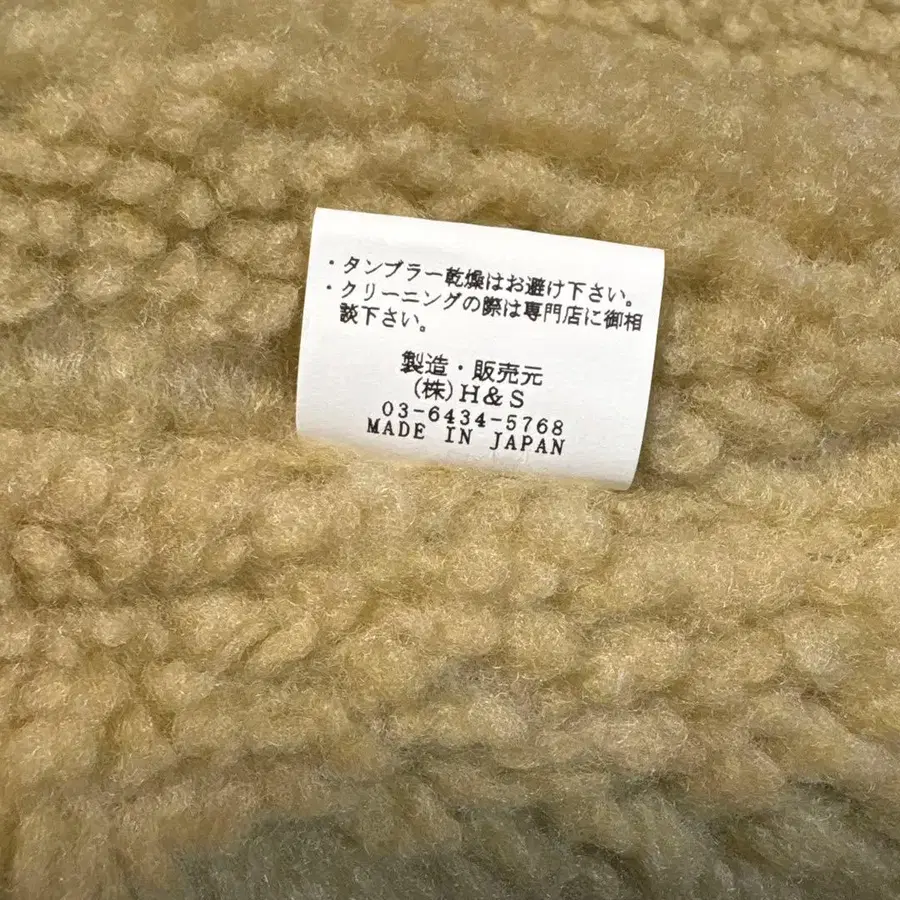 ・タンブラー乾燥はお避け下さい。
・クリーニングの際は専門店に御相
談下さい。
製造・販売元
(株)H&S
03-6434-5768
MADE IN JAPAN